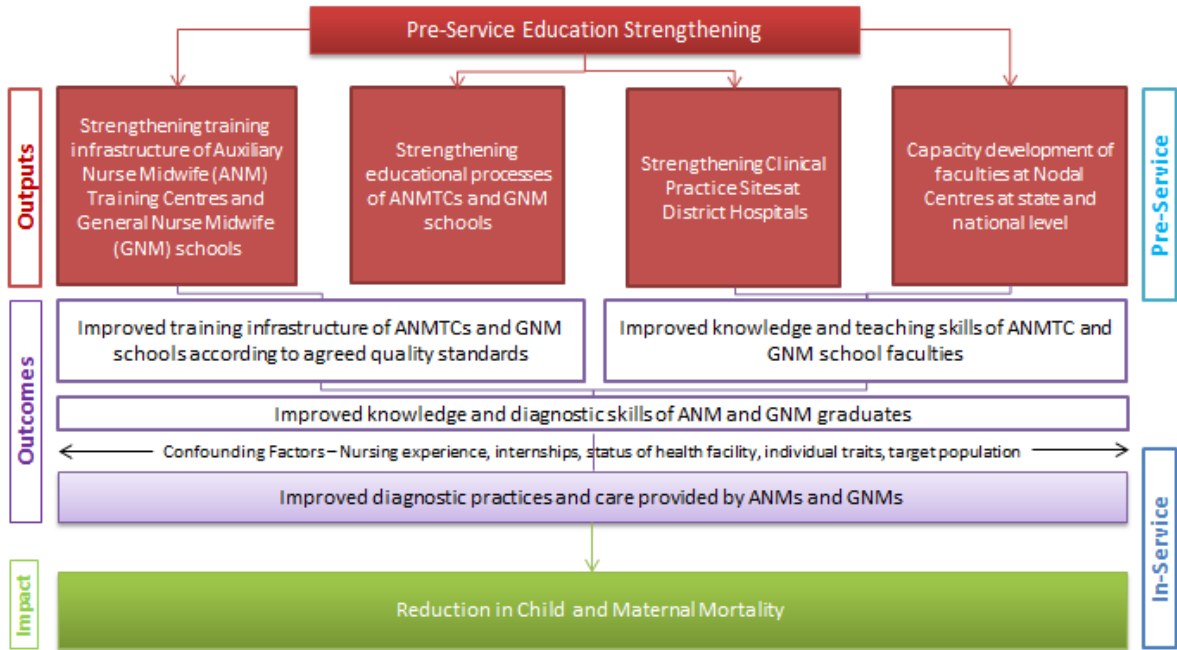 Pre-Service Education Strengthening
Outputs
Strengthening training
infrastructure of Auxiliary
Nurse Midwife (ANM)
Training Centres and
General Nurse Midwife
(GNM) schools
Strengthening
educational processes
of ANMTCs and GNM
schools
Strengthening Clinical
Practice Sites at
District Hospitals
Capacity development of
faculties at Nodal
Centres at state and
national level
Pre-Service
Outcomes
Improved training infrastructure of ANMTCs and GNM
schools according to agreed quality standards
Improved knowledge and teaching skills of ANMTC and
GNM school faculties
Improved knowledge and diagnostic skills of ANM and GNM graduates
Confounding Factors – Nursing experience, internships, status of health facility, individual traits, target population
Improved diagnostic practices and care provided by ANMs and GNMs
In-Service
Impact
Reduction in Child and Maternal Mortality